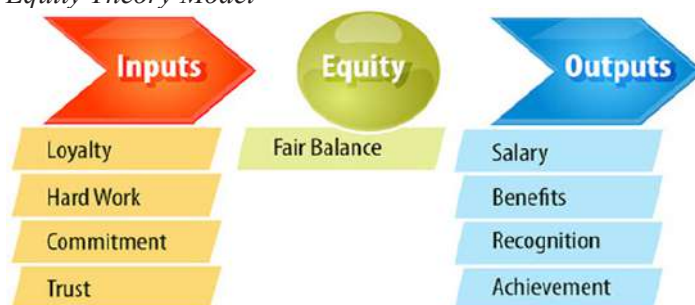 Equity Theory Model
Inputs
Equity
Outputs
Loyalty
Hard Work
Commitment
Trust
Fair Balance
Salary
Benefits
Recognition
Achievement